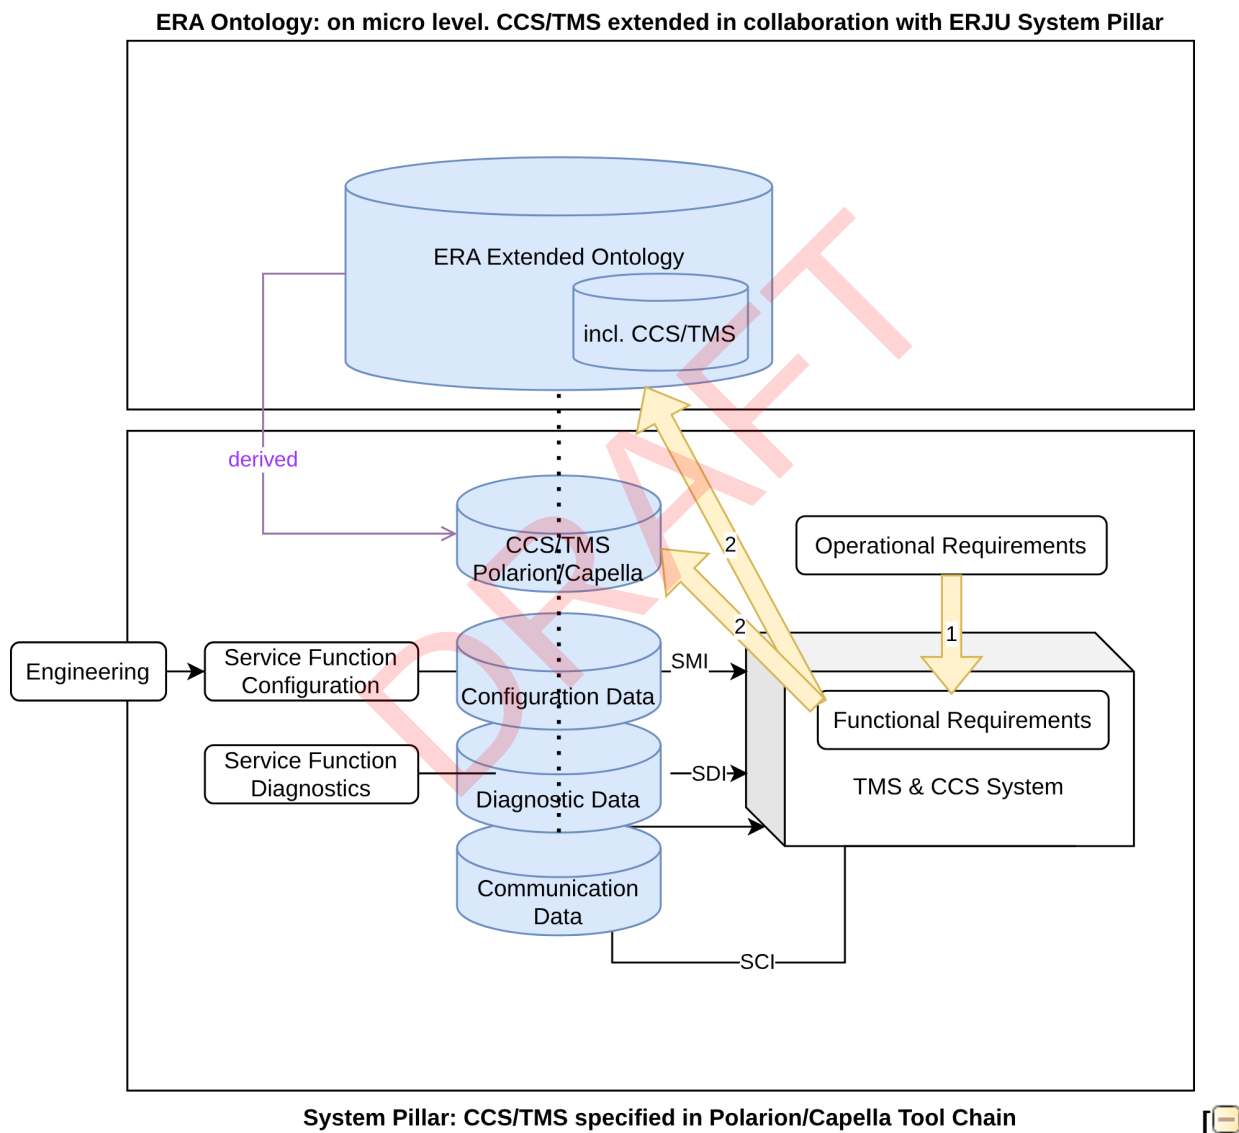 ERA Ontology: on micro level. CCS/TMS extended in collaboration with ERJU System Pillar
ERA Extended Ontology
incl. CCS/TMS
derived
CCS/TMS
Polarion/Capella
2
Operational Requirements
2
1
Engineering
Service Function
Configuration
Configuration Data
SMI
Functional Requirements
Service Function
Diagnostics
Diagnostic Data
SDI
TMS & CCS System
Communication
Data
SCI
DRAFT
System Pillar: CCS/TMS specified in Polarion/Capella Tool Chain
[